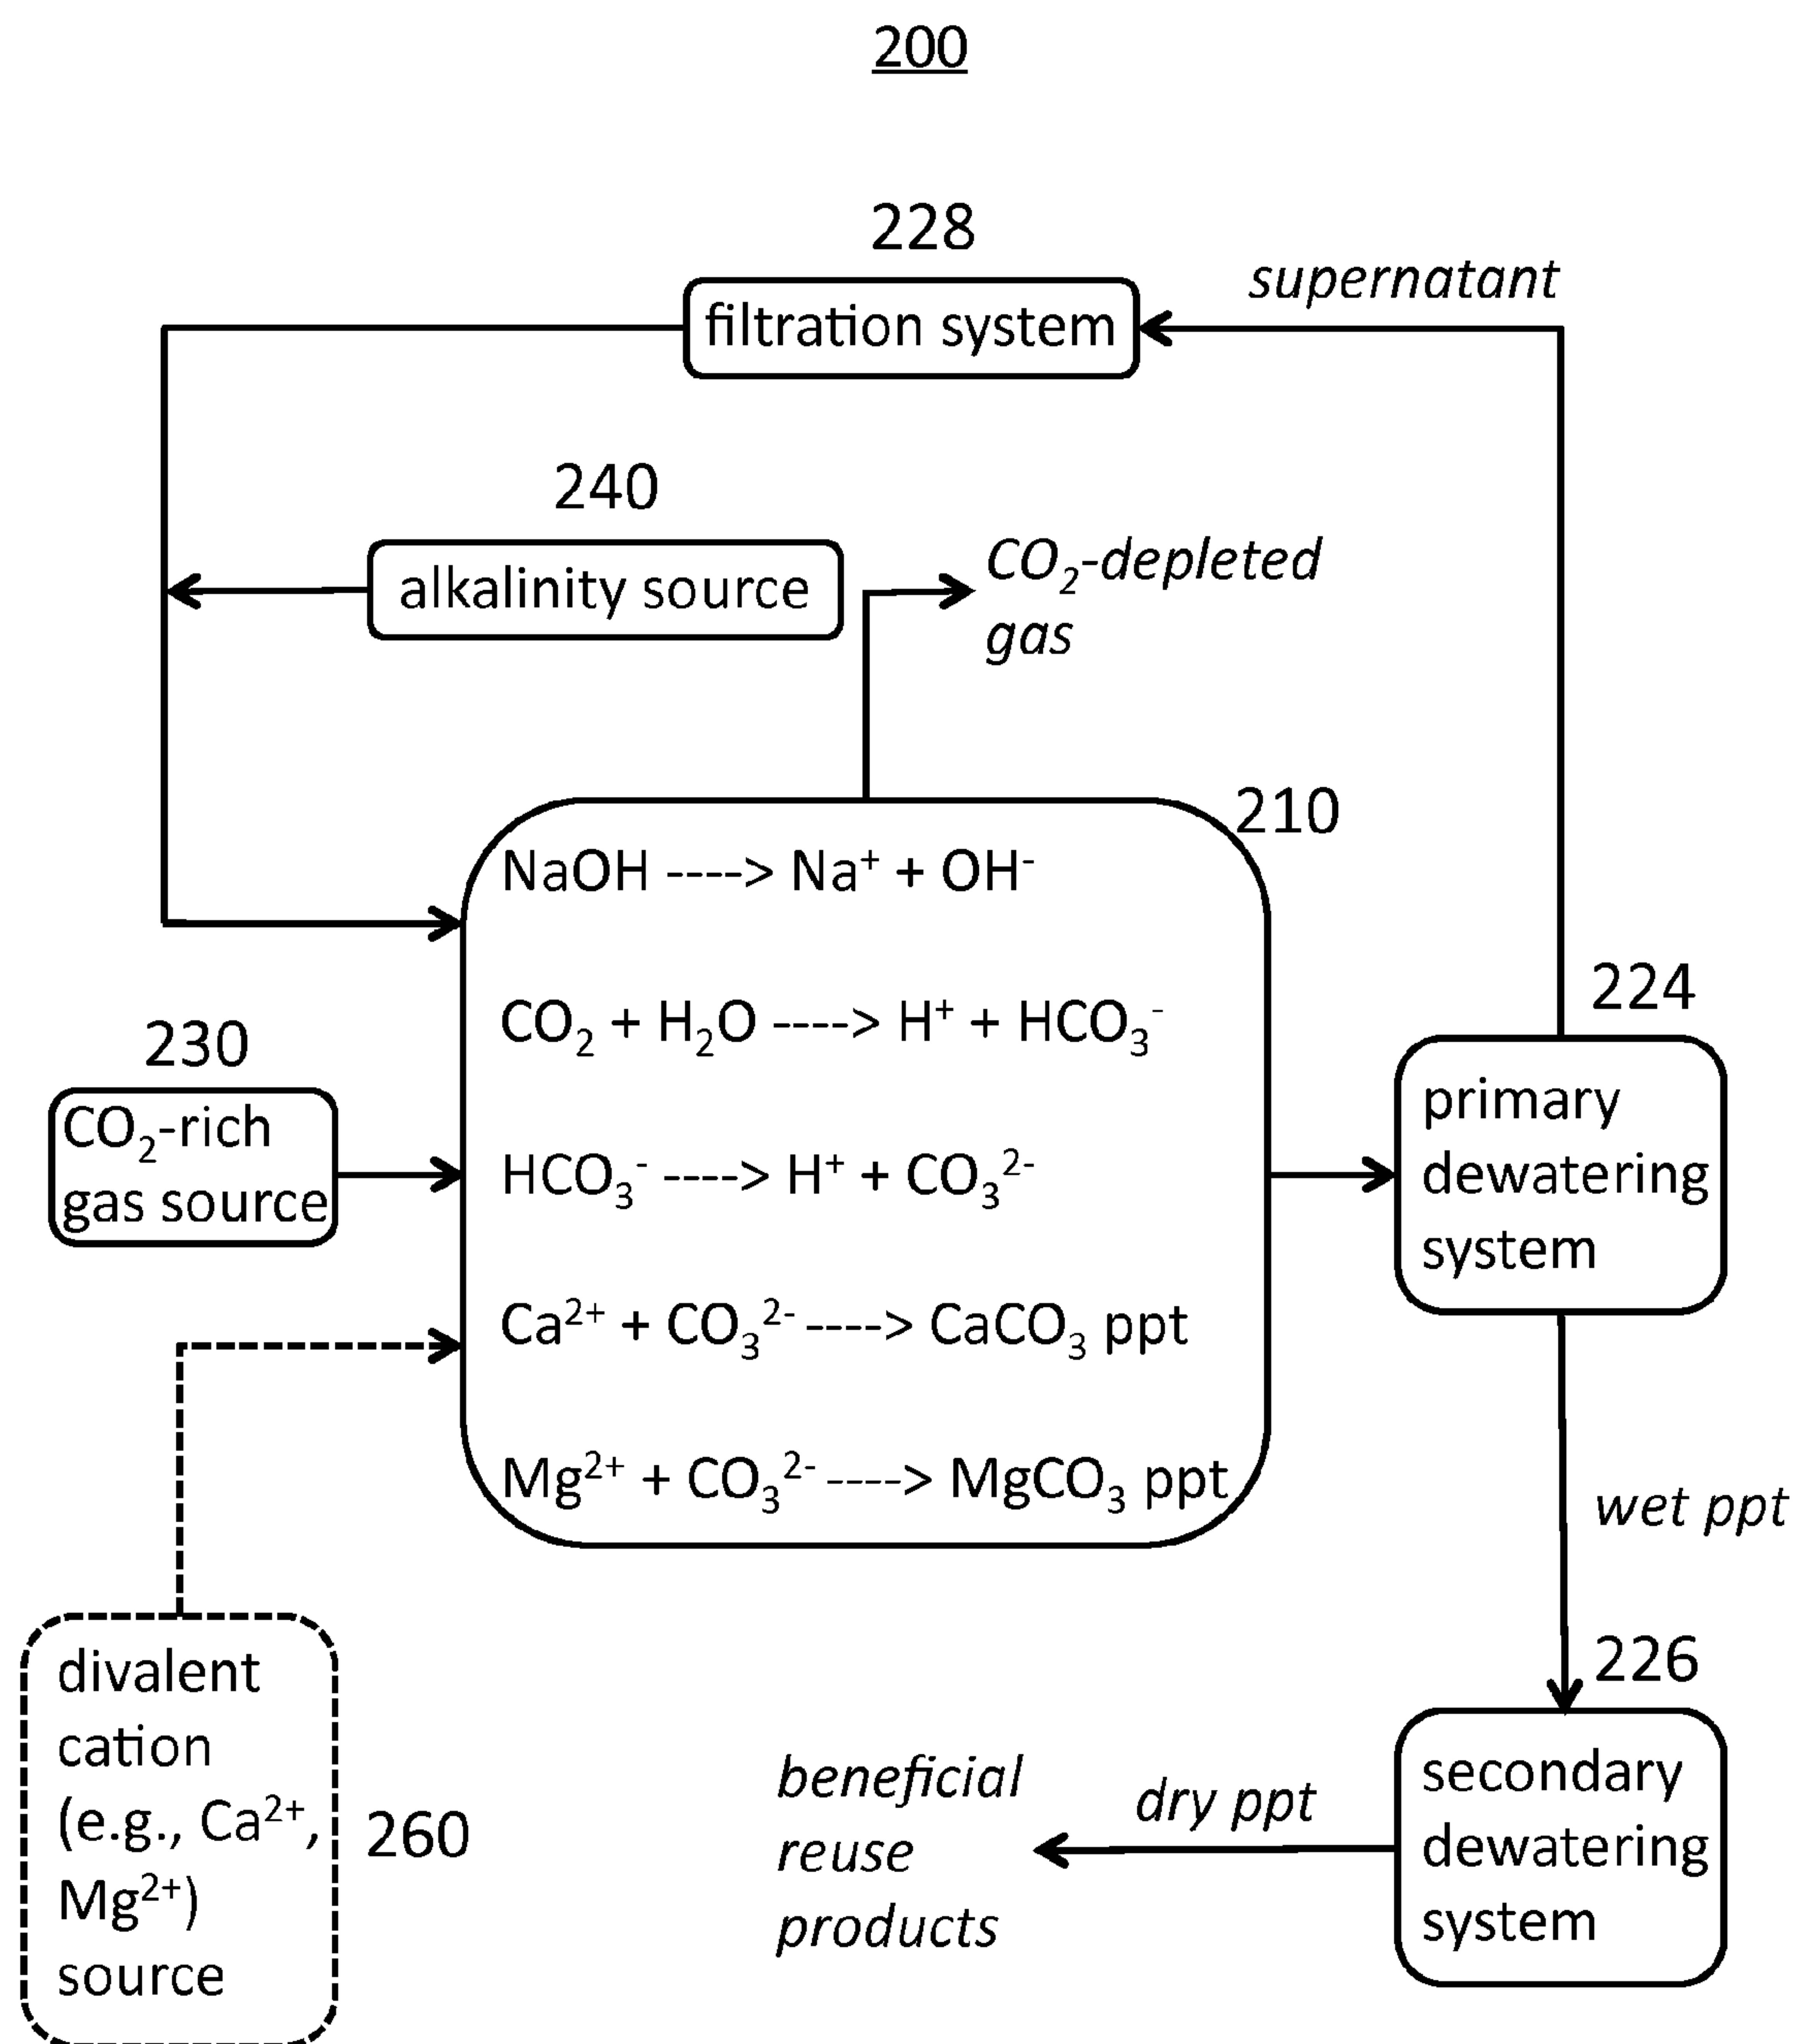 200
228
filtration system
supernatant
240
alkalinity source
CO₂-depleted
gas
210
NaOH ----> Na⁺ + OH⁻
CO₂ + H₂O ----> H⁺ + HCO₃⁻
HCO₃⁻ ----> H⁺ + CO₃²⁻
Ca²⁺ + CO₃²⁻ ----> CaCO₃ ppt
Mg²⁺ + CO₃²⁻ ----> MgCO₃ ppt
230
CO₂-rich
gas source
224
primary
dewatering
system
wet ppt
226
secondary
dewatering
system
dry ppt
beneficial
reuse
products
divalent
cation
(e.g., Ca²⁺,
Mg²⁺)
source
260